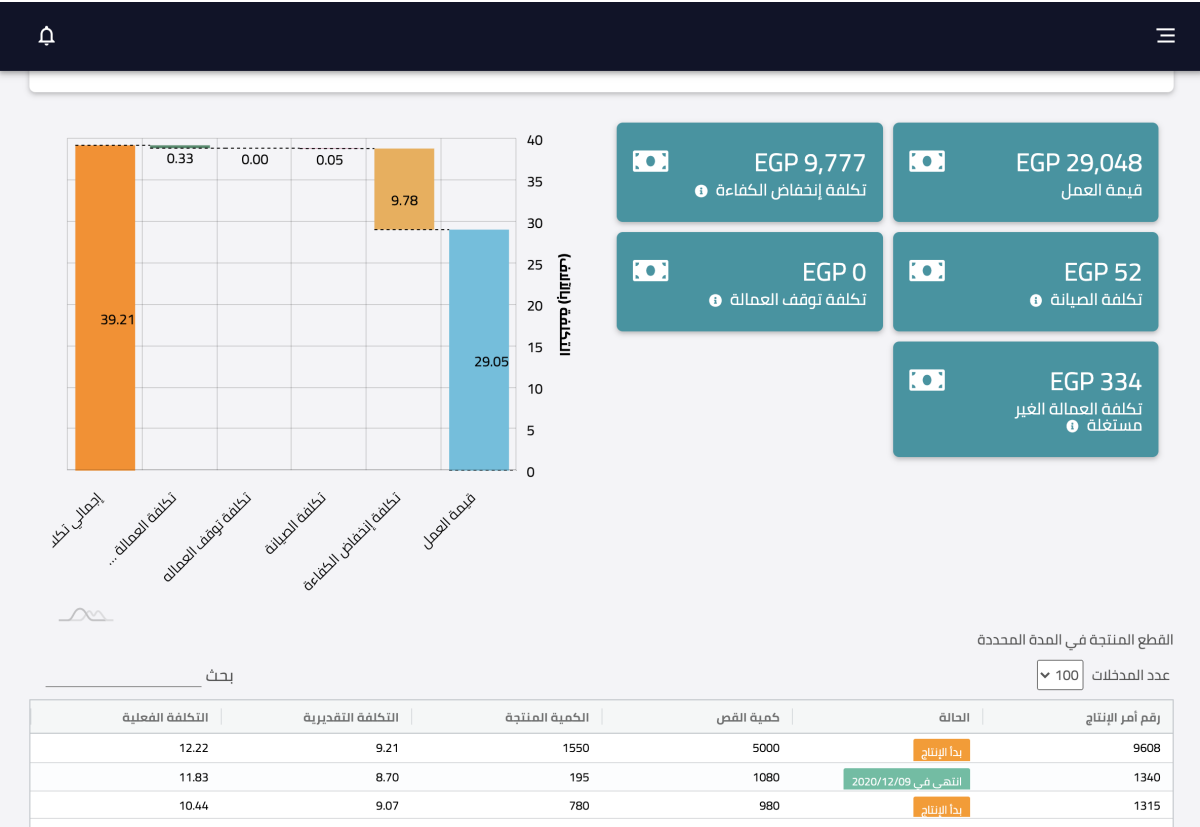 EGP 29,048
قيمة العمل
EGP 9,777
تكلفة إنخفاض الكفاءة
EGP 52
تكلفة الصيانة
EGP 0
تكلفة توقف العمالة
EGP 334
تكلفة العمالة الغير
مستغلة
40
35
30
25
20
15
10
5
0
التكلفة (بالآليف)
29.05
9.78
0.05
0.00
0.33
39.21
قيمة العمل
تكلفة إنخفاض الكفاءة
تكلفة الصيانة
تكلفة توقف العماله
تكلفة العمالة ...
إجمالي تكلد
القطع المنتجة في المدة المحددة
عدد المدخلات 100
بحث
رقم أمر الإنتاج الحالة كمية القص الكمية المنتجة التكلفة التقديرية التكلفة الفعلية
9608 بدأ الإنتاج 5000 1550 9.21 12.22
1340 انتهى في 2020/12/09 1080 195 8.70 11.83
1315 بدأ الإنتاج 980 780 9.07 10.44